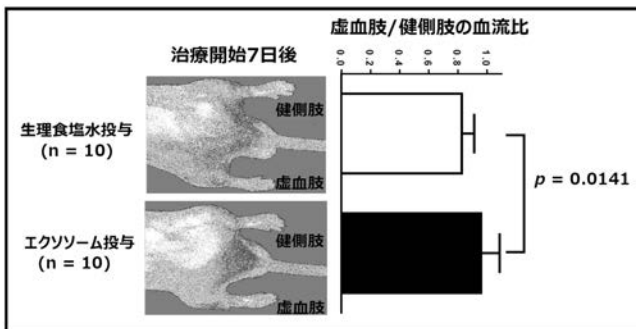 虚血肢/健側肢の血流比
治療開始7日後
0.0
0.2
0.4
0.6
0.8
1.0
生理食塩水投与
(n = 10)
健側肢
虚血肢
p = 0.0141
エクソソーム投与
(n = 10)
健側肢
虚血肢